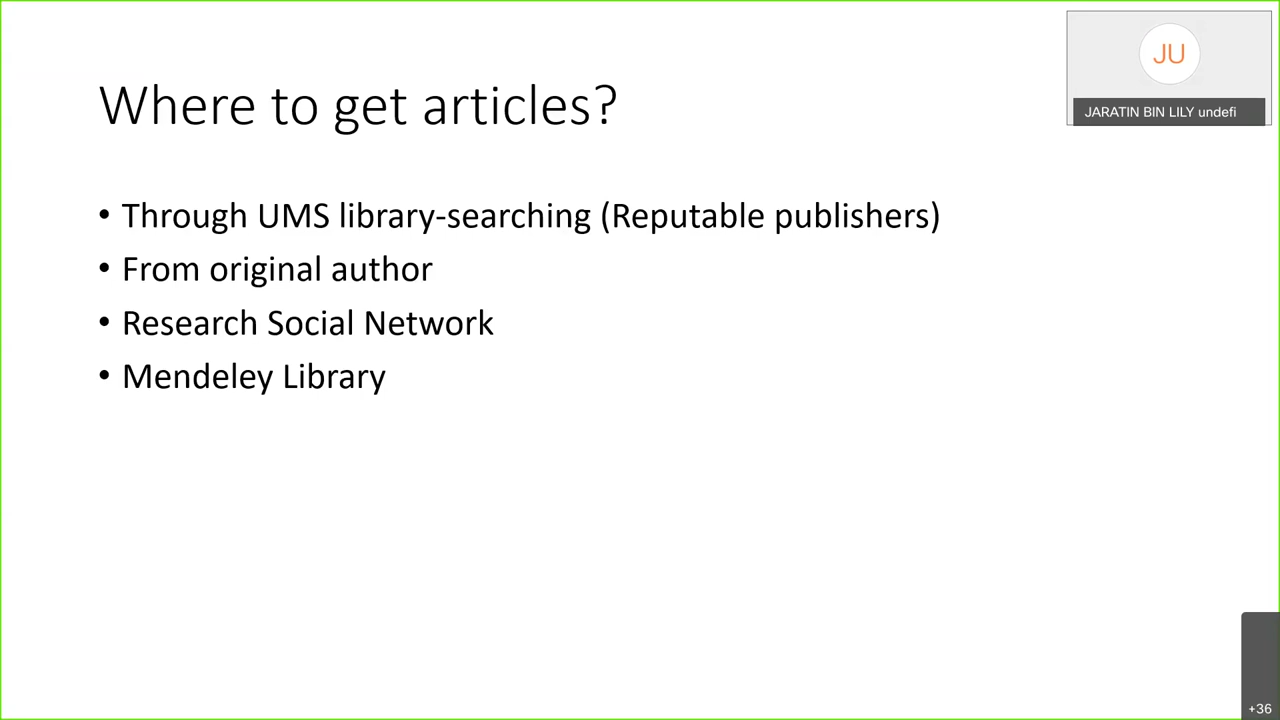 JU
JARATIN BIN LILY undefi
Where to get articles?
• Through UMS library-searching (Reputable publishers)
• From original author
• Research Social Network
• Mendeley Library
+36